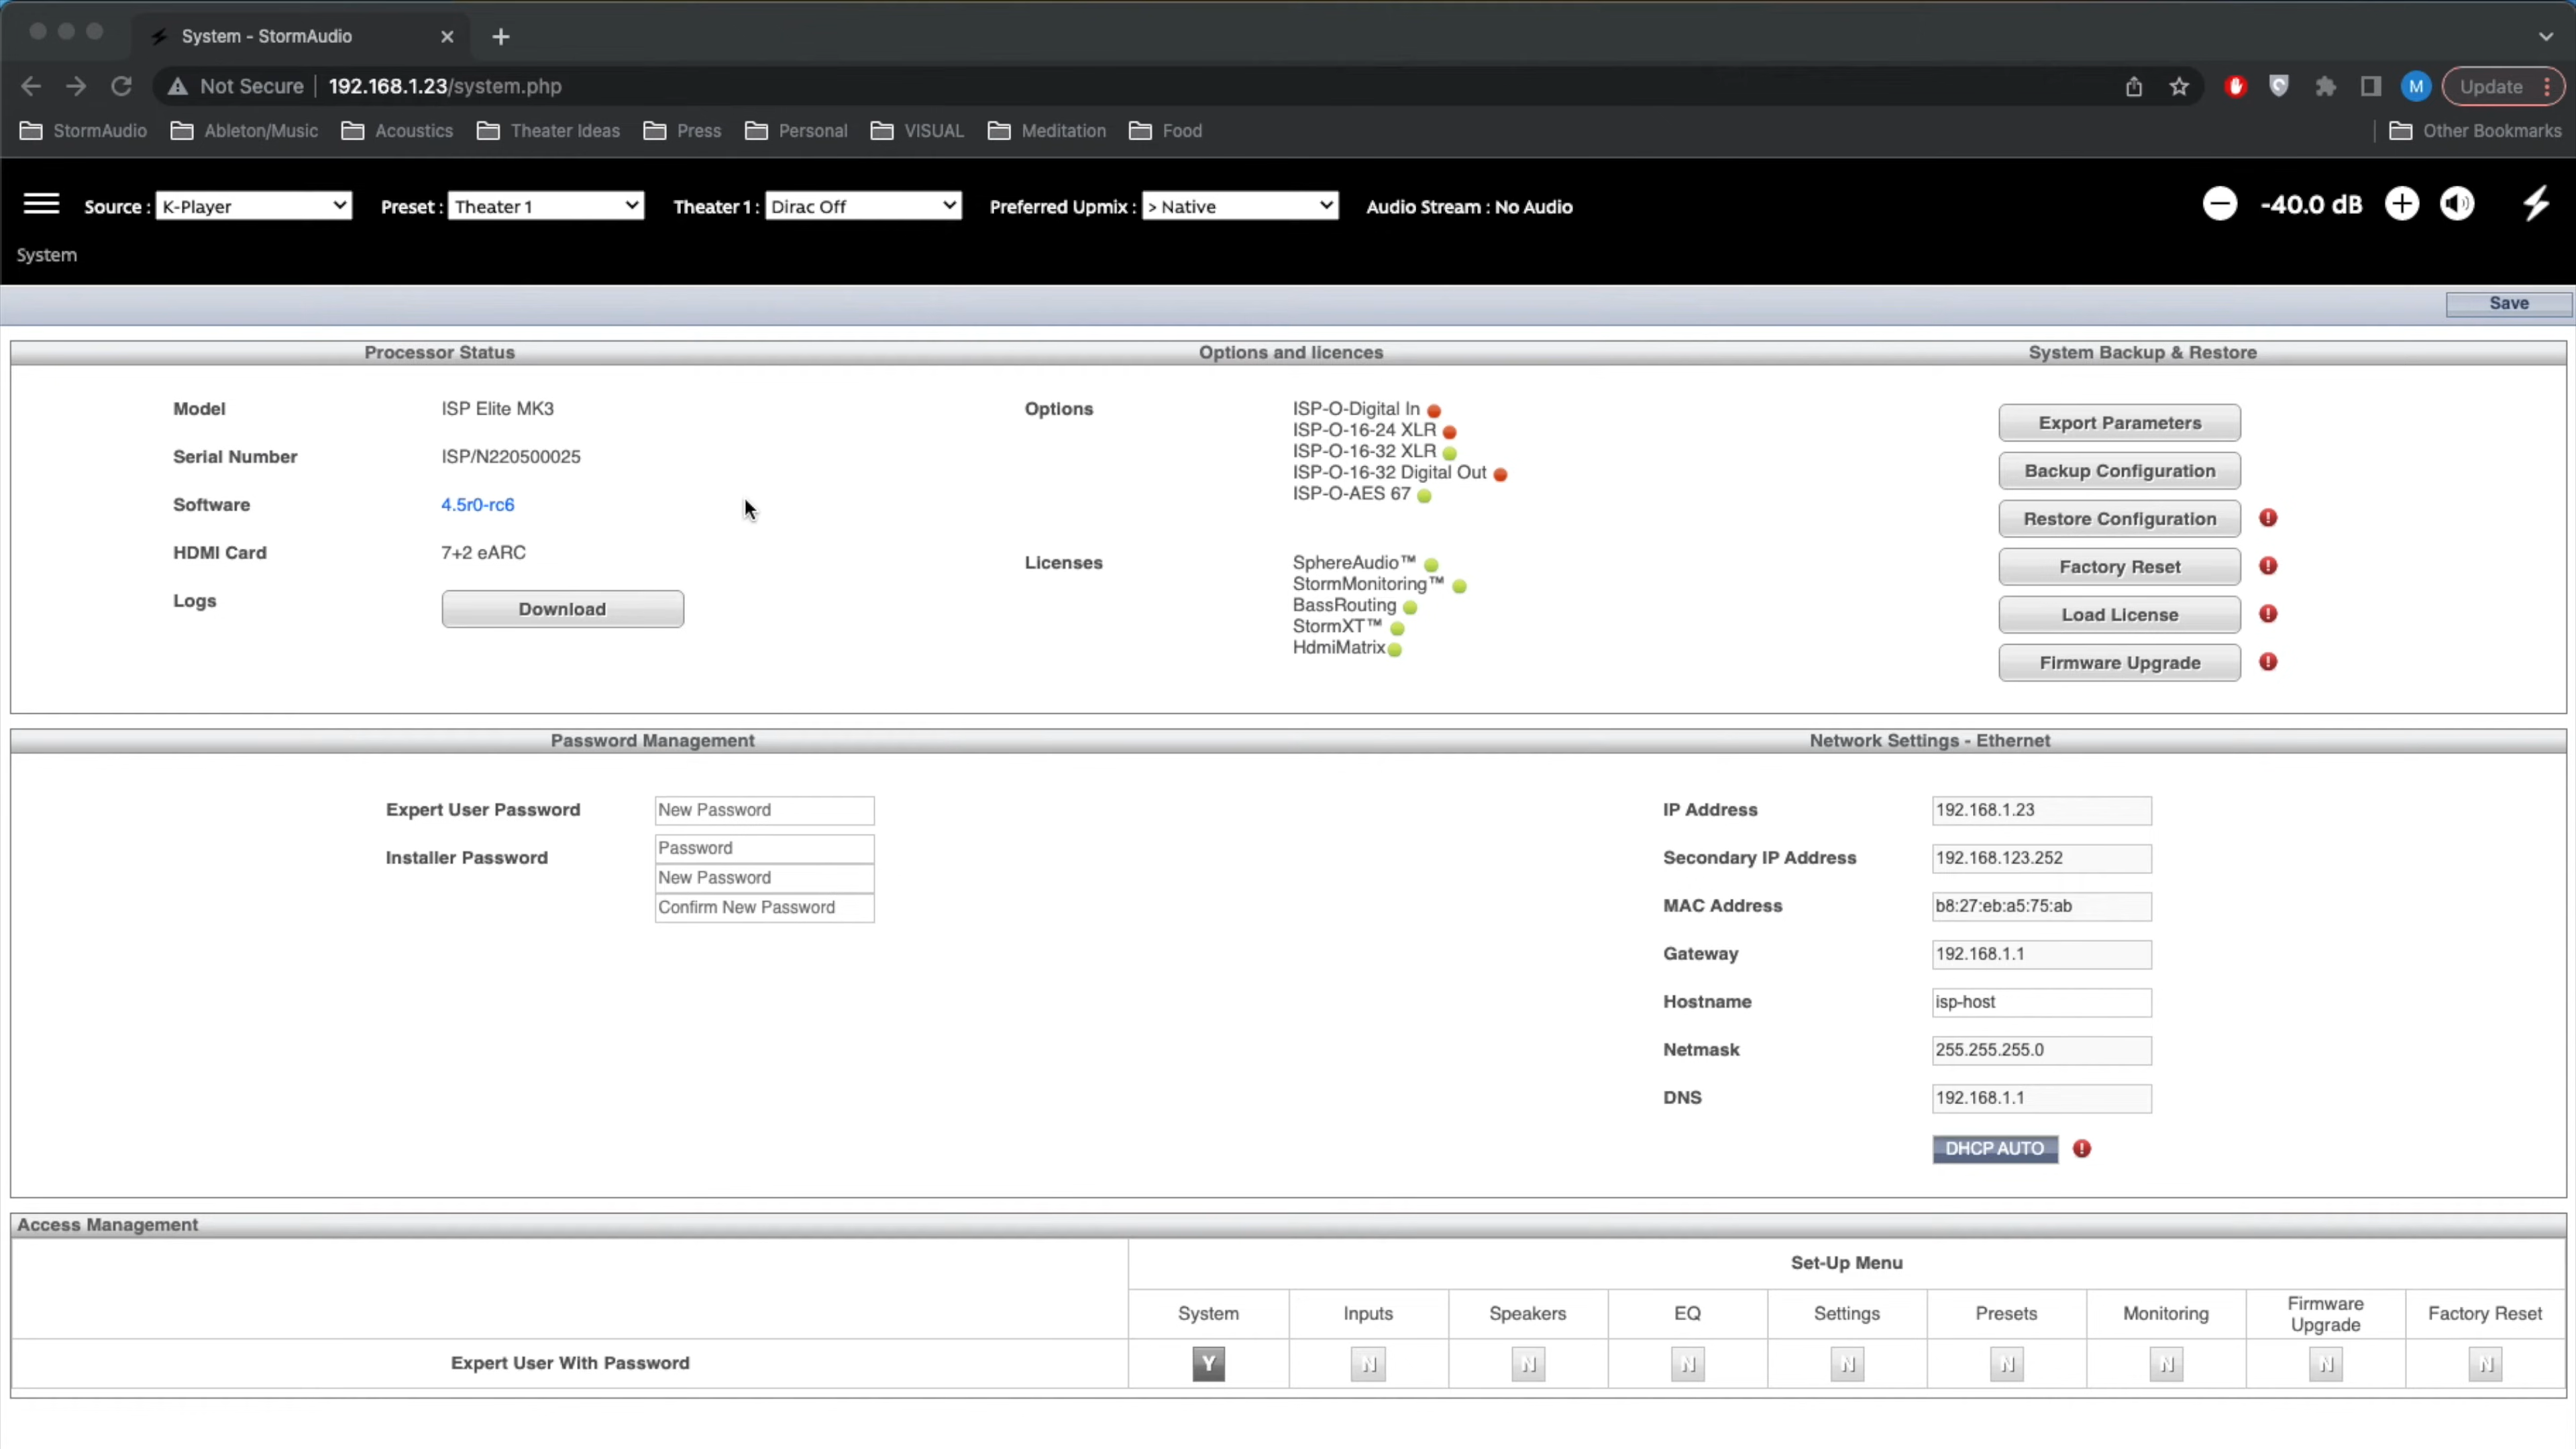 System - StormAudio
Not Secure 192.168.1.23/system.php
M Update
StormAudio Ableton/Music Acoustics Theater Ideas Press Personal VISUAL Meditation Food Other Bookmarks
Source : K-Player Preset : Theater 1 Theater 1 : Dirac Off Preferred Upmix : > Native Audio Stream : No Audio -40.0 dB
System
Save
Processor Status
Model ISP Elite MK3
Serial Number ISP/N220500025
Software 4.5r0-rc6
HDMI Card 7+2 eARC
Logs Download
Options and licences
Options ISP-O-Digital In
ISP-O-16-24 XLR
ISP-O-16-32 XLR
ISP-O-16-32 Digital Out
ISP-O-AES 67
Licenses SphereAudio™
StormMonitoring™
BassRouting
StormXT™
HdmiMatrix
System Backup & Restore
Export Parameters
Backup Configuration
Restore Configuration !
Factory Reset !
Load License !
Firmware Upgrade !
Password Management
Expert User Password New Password
Installer Password Password
New Password
Confirm New Password
Network Settings - Ethernet
IP Address 192.168.1.23
Secondary IP Address 192.168.123.252
MAC Address b8:27:eb:a5:75:ab
Gateway 192.168.1.1
Hostname isp-host
Netmask 255.255.255.0
DNS 192.168.1.1
DHCP AUTO !
Access Management
Set-Up Menu
System Inputs Speakers EQ Settings Presets Monitoring Firmware Upgrade Factory Reset
Expert User With Password Y N N N N N N N N